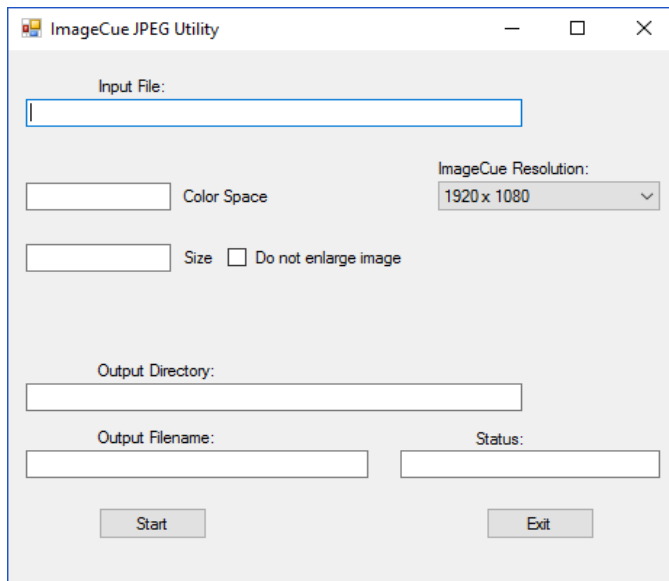 ImageCue JPEG Utility
Input File:
ImageCue Resolution:
Color Space
1920 x 1080
Size
Do not enlarge image
Output Directory:
Output Filename:
Status:
Start
Exit